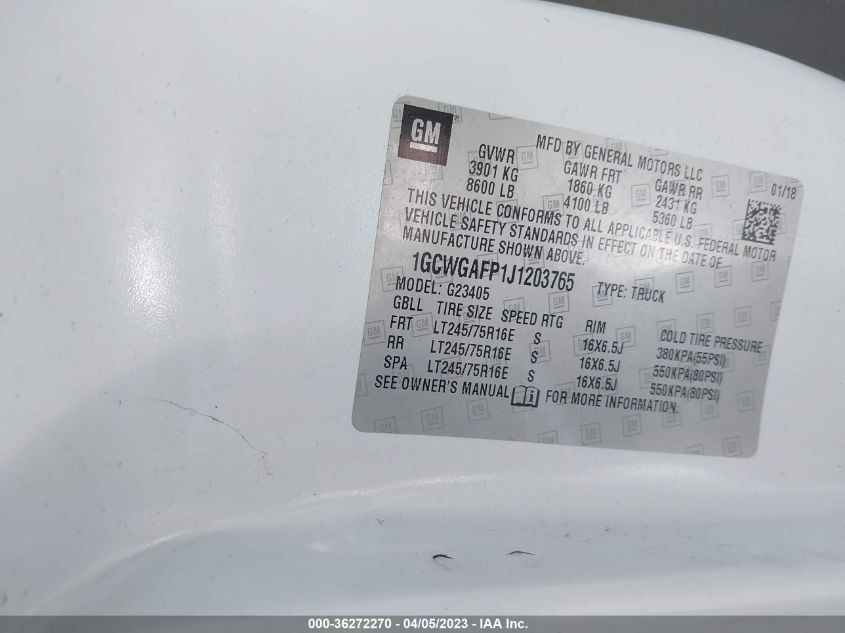 GM
MFD BY GENERAL MOTORS LLC
GVWR GAWR FRT GAWR RR 01/18
3901 KG 1860 KG 2431 KG
8600 LB 4100 LB 5360 LB
THIS VEHICLE CONFORMS TO ALL APPLICABLE U.S. FEDERAL MOTOR
VEHICLE SAFETY STANDARDS IN EFFECT ON THE DATE OF
MANUFACTURE SHOWN ABOVE.
1GCWGAFP1J1203765 TYPE: TRUCK
MODEL: G23405
GBLL TIRE SIZE SPEED RTG RIM COLD TIRE PRESSURE
FRT LT245/75R16E S 16X6.5J 380KPA(55PSI)
RR LT245/75R16E S 16X6.5J 550KPA(80PSI)
SPA LT245/75R16E S 16X6.5J 550KPA(80PSI)
SEE OWNER'S MANUAL FOR MORE INFORMATION.
000-36272270 - 04/05/2023 - IAA Inc.